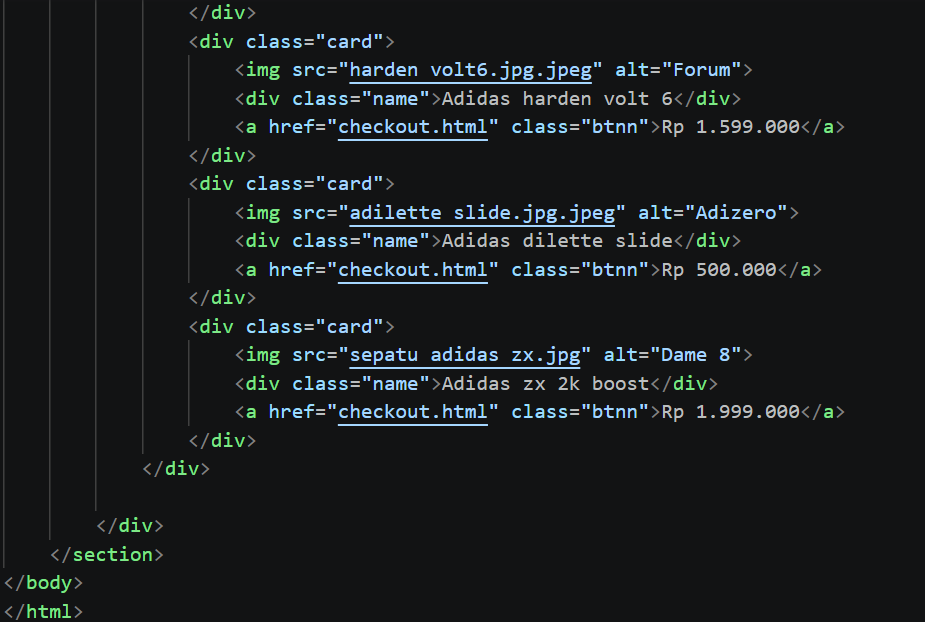 </div>
<div class="card">
<img src="harden volt6.jpg.jpeg" alt="Forum">
<div class="name">Adidas harden volt 6</div>
<a href="checkout.html" class="btnn">Rp 1.599.000</a>
</div>
<div class="card">
<img src="adilette slide.jpg.jpeg" alt="Adizero">
<div class="name">Adidas dilette slide</div>
<a href="checkout.html" class="btnn">Rp 500.000</a>
</div>
<div class="card">
<img src="sepatu adidas zx.jpg" alt="Dame 8">
<div class="name">Adidas zx 2k boost</div>
<a href="checkout.html" class="btnn">Rp 1.999.000</a>
</div>
</div>
</div>
</section>
</body>
</html>